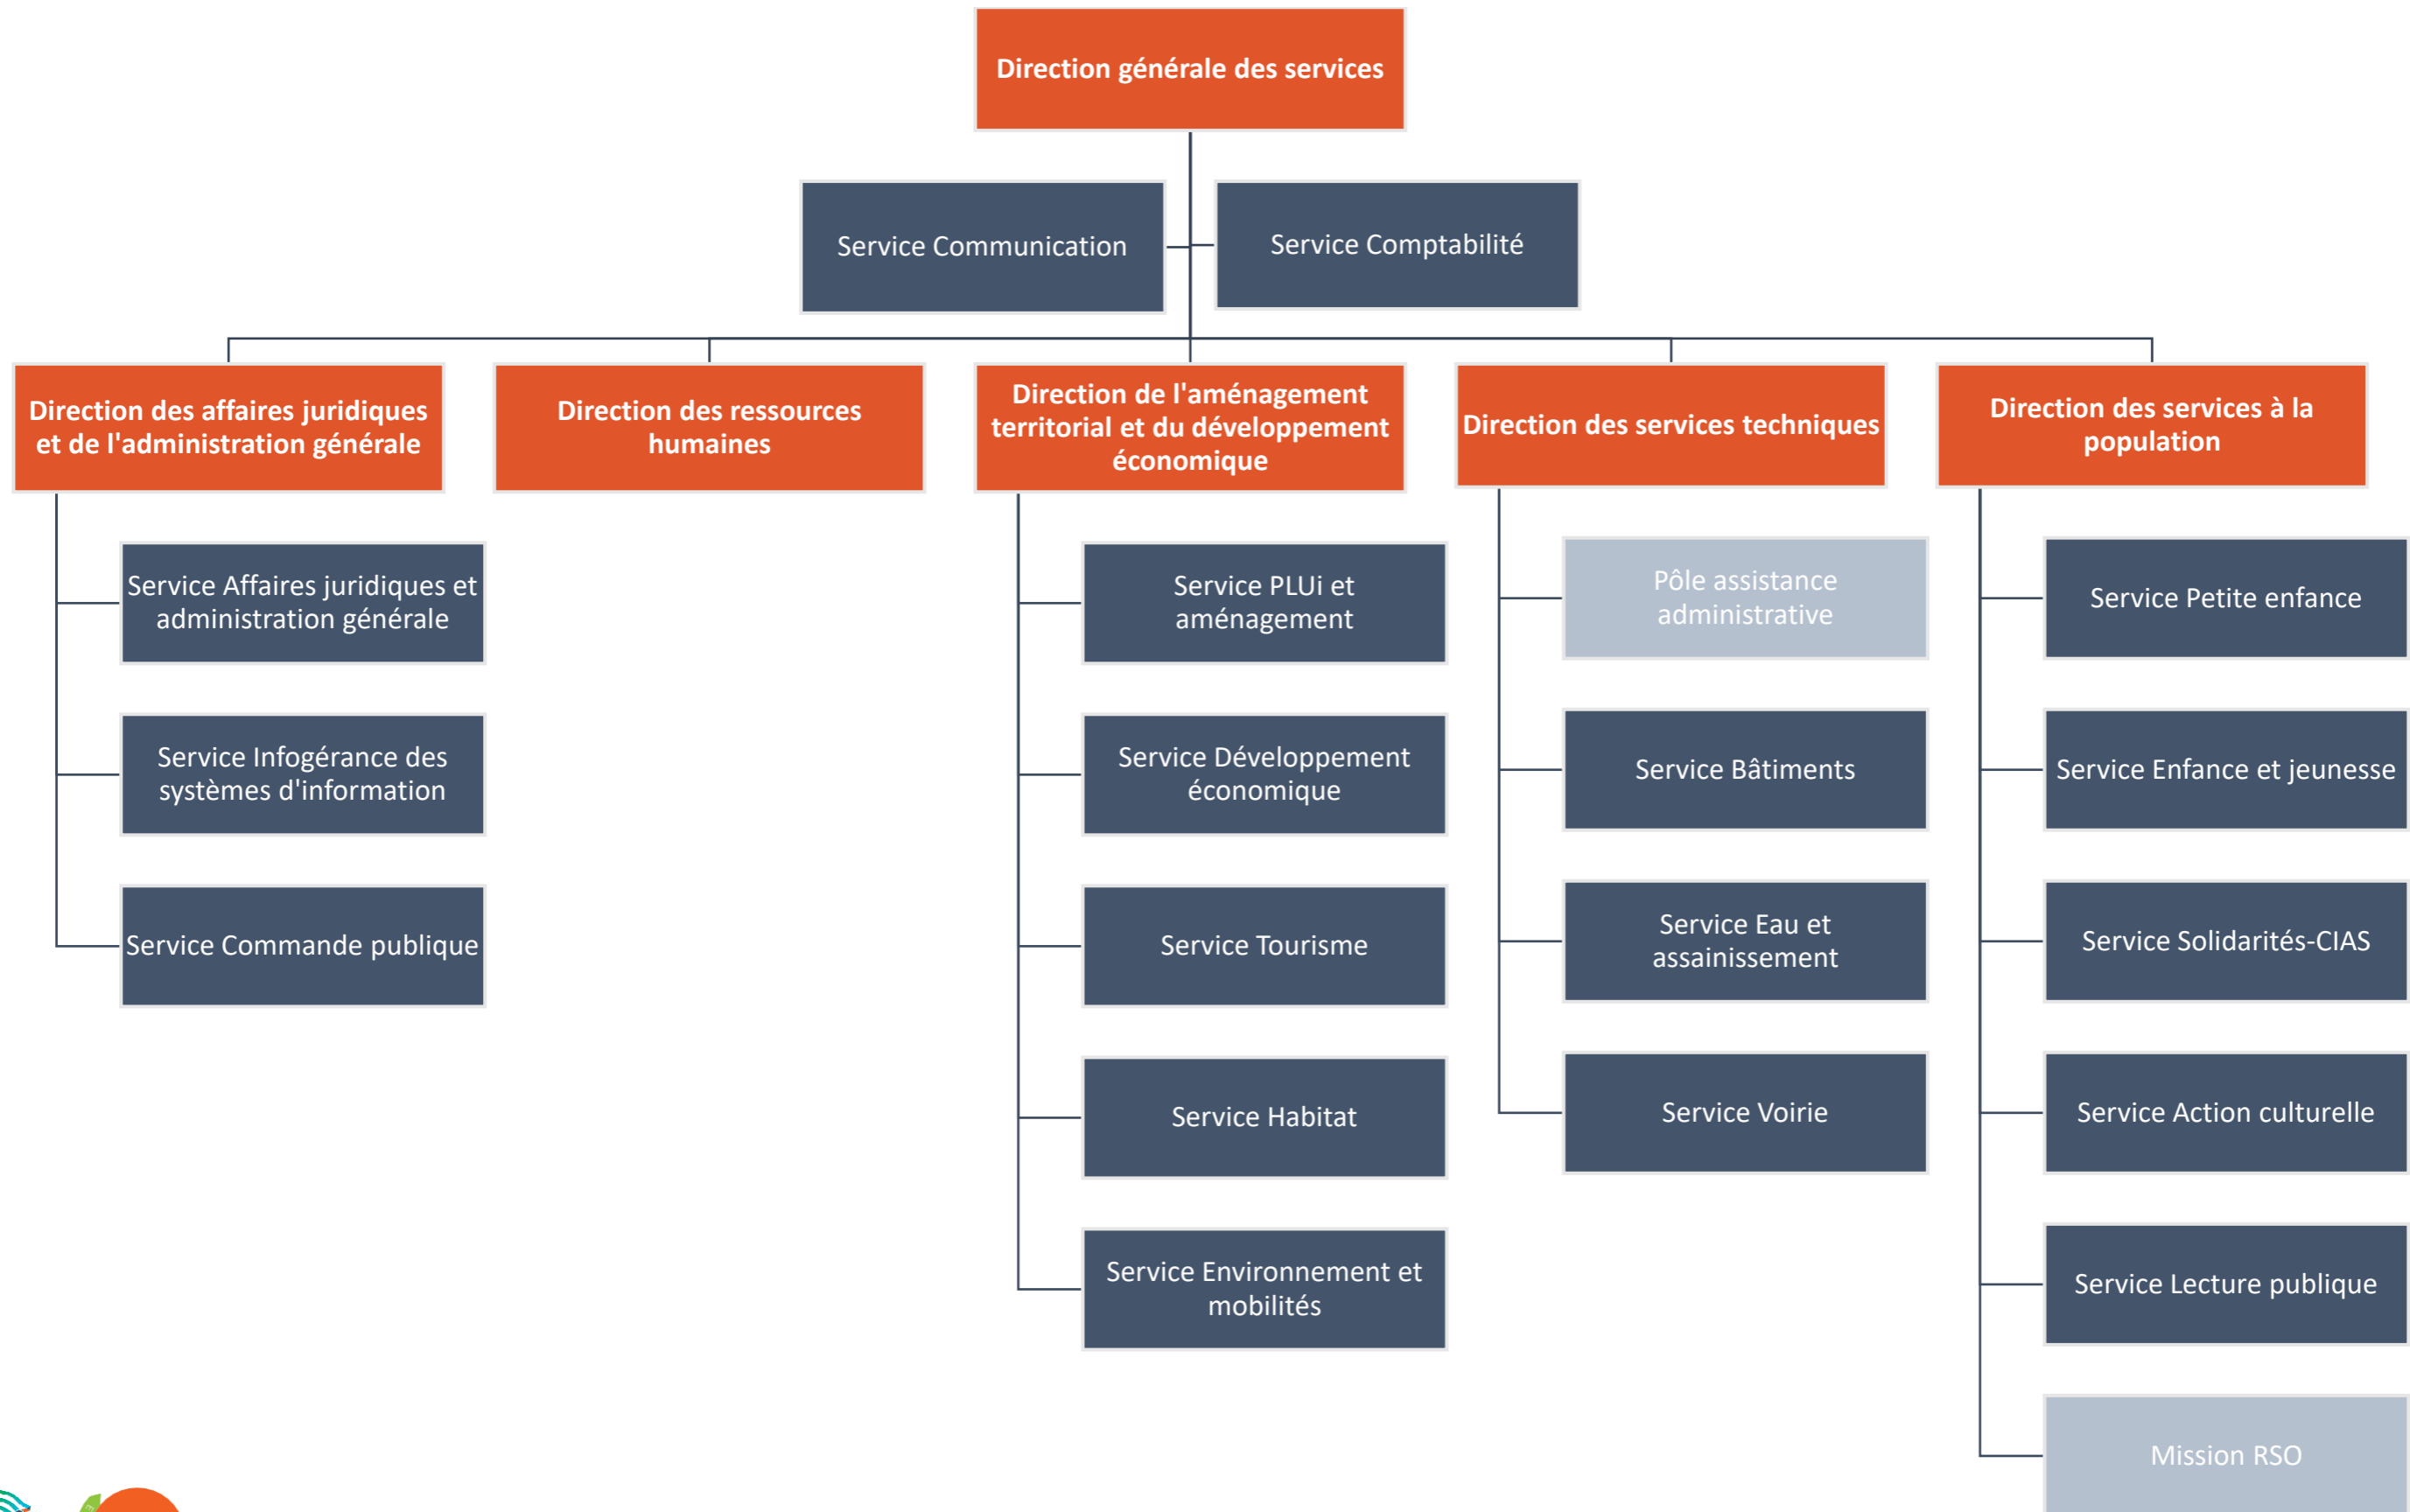 Direction générale des services
Service Communication
Service Comptabilité
Direction des affaires juridiques
et de l'administration générale
Direction des ressources
humaines
Direction de l'aménagement
territorial et du développement
économique
Direction des services techniques
Direction des services à la
population
Service Affaires juridiques et
administration générale
Service Infogérance des
systèmes d'information
Service Commande publique
Service PLUi et
aménagement
Service Développement
économique
Service Tourisme
Service Habitat
Service Environnement et
mobilités
Pôle assistance
administrative
Service Bâtiments
Service Eau et
assainissement
Service Voirie
Service Petite enfance
Service Enfance et jeunesse
Service Solidarités-CIAS
Service Action culturelle
Service Lecture publique
Mission RSO